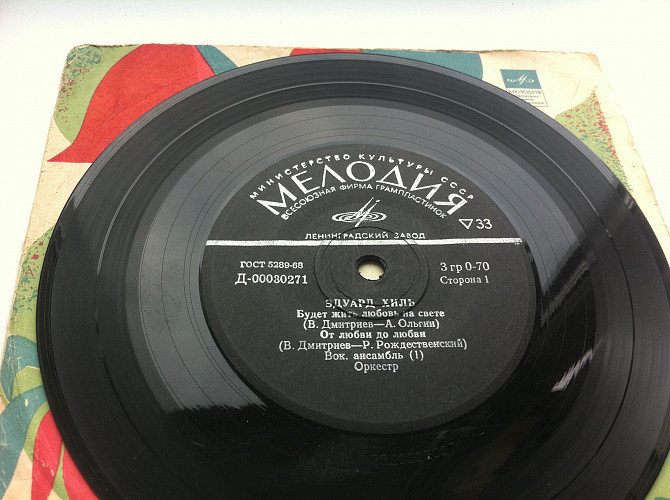 МЕЛОДИЯ
МИНИСТЕРСТВО КУЛЬТУРЫ СССР
МЕЛОДИЯ
ВСЕСОЮЗНАЯ ФИРМА ГРАМПЛАСТИНОК
▽33
ЛЕНИНГРАДСКИЙ ЗАВОД
ГОСТ 5289-68
Д-00030271
3 гр 0-70
Сторона 1
ЭДУАРД ХИЛЬ
Будет жить любовь на свете
(В. Дмитриев—А. Ольгин)
От любви до любви
(В. Дмитриев—Р. Рождественский)
Вок. ансамбль (1)
Оркестр